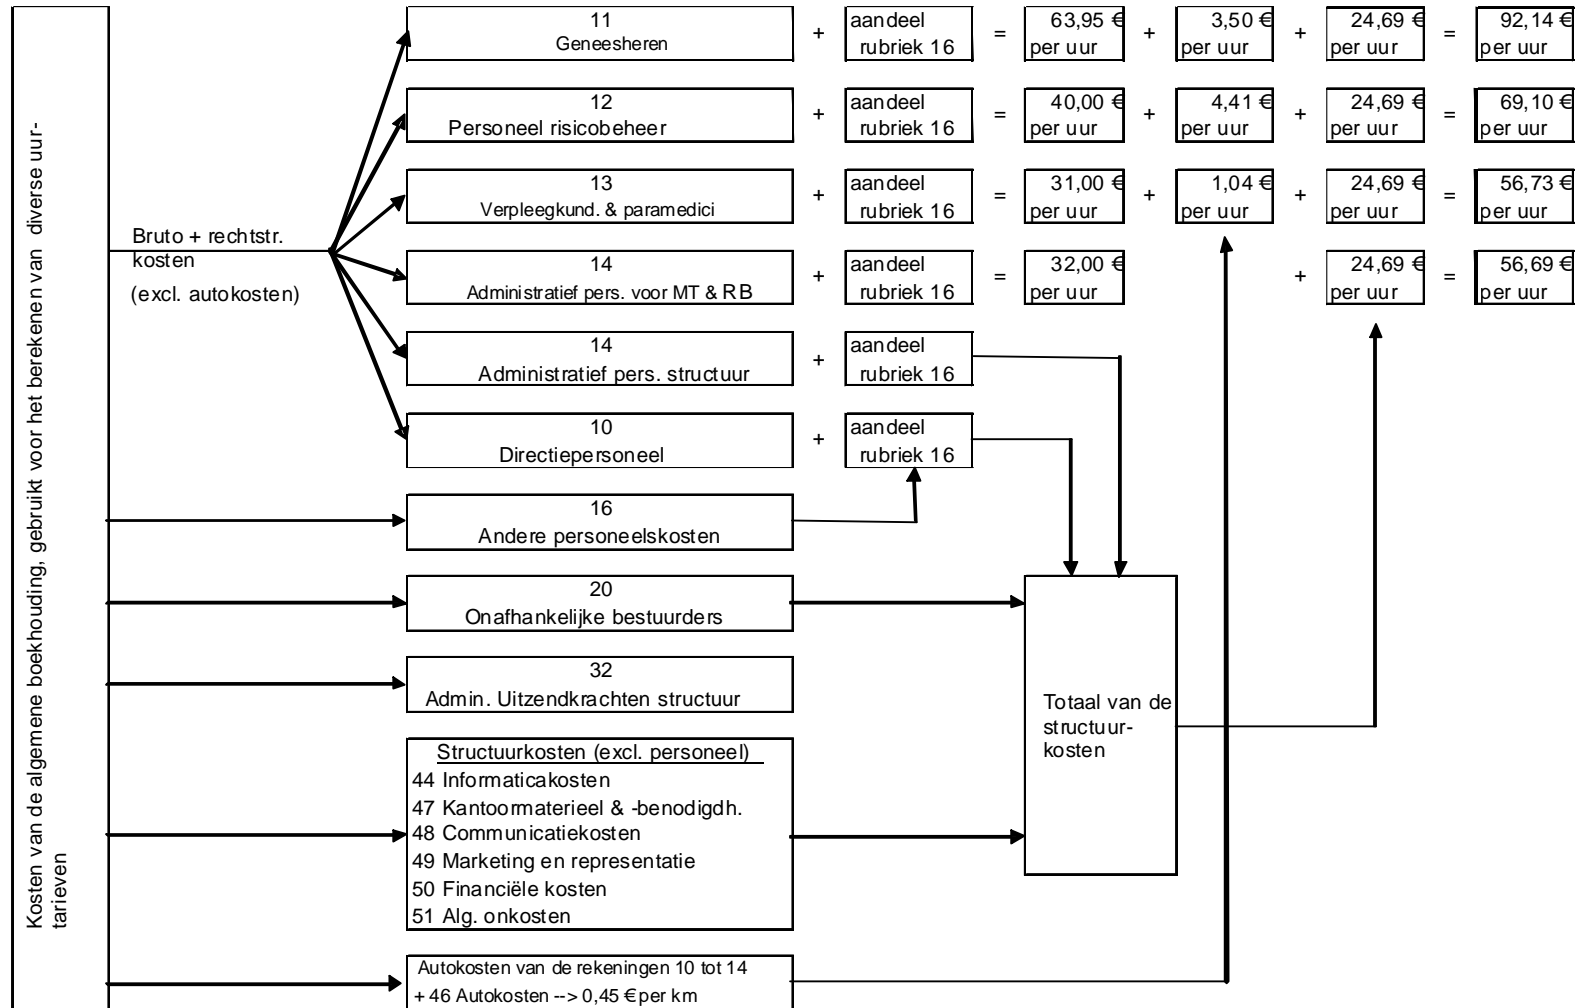 Kosten van de algemene boekhouding, gebruikt voor het berekenen van diverse uur-
tarieven
Bruto + rechtstr.
kosten
(excl. autokosten)
11
Geneesheren
+
aandeel
rubriek 16
=
63,95 €
per uur
+
3,50 €
per uur
+
24,69 €
per uur
=
92,14 €
per uur
12
Personeel risicobeheer
+
aandeel
rubriek 16
=
40,00 €
per uur
+
4,41 €
per uur
+
24,69 €
per uur
=
69,10 €
per uur
13
Verpleegkund. & paramedici
+
aandeel
rubriek 16
=
31,00 €
per uur
+
1,04 €
per uur
+
24,69 €
per uur
=
56,73 €
per uur
14
Administratief pers. voor MT & RB
+
aandeel
rubriek 16
=
32,00 €
per uur
+
24,69 €
per uur
=
56,69 €
per uur
14
Administratief pers. structuur
+
aandeel
rubriek 16
10
Directiepersoneel
+
aandeel
rubriek 16
16
Andere personeelskosten
20
Onafhankelijke bestuurders
32
Admin. Uitzendkrachten structuur
Structuurkosten (excl. personeel)
44 Informaticakosten
47 Kantoormaterieel & -benodigdh.
48 Communicatiekosten
49 Marketing en representatie
50 Financiële kosten
51 Alg. onkosten
Totaal van de
structuur-
kosten
Autokosten van de rekeningen 10 tot 14
+ 46 Autokosten --> 0,45 € per km